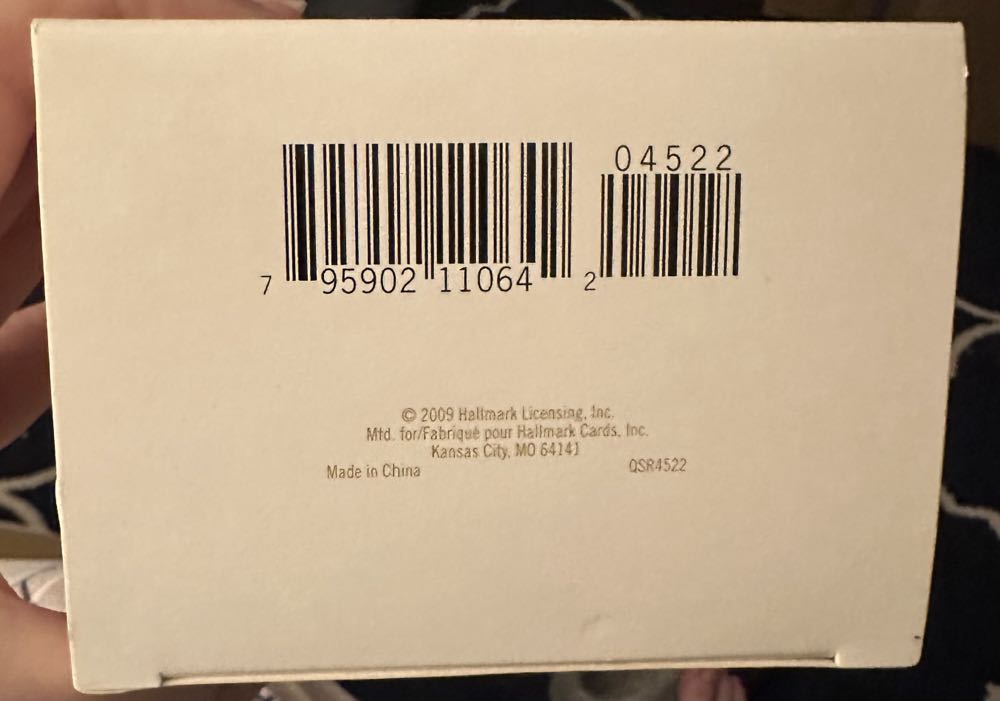 04522
7 95902 11064 2
© 2009 Hallmark Licensing, Inc.
Mfd. for/Fabriqué pour Hallmark Cards, Inc.
Kansas City, MO 64141
Made in China QSR4522